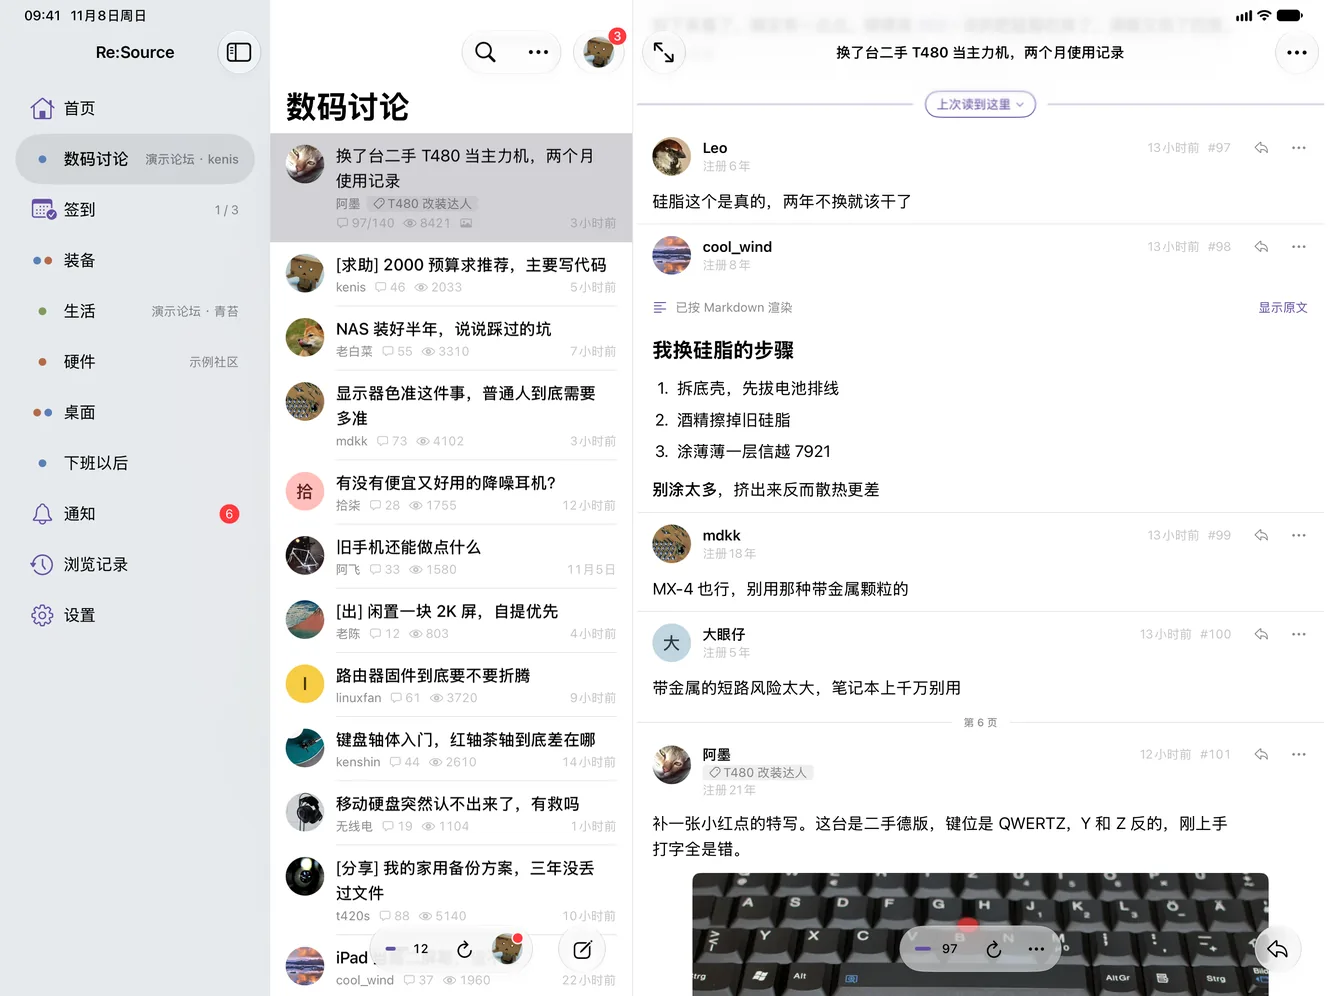 09:41 11月8日周日
Re:Source
首页
数码讨论 演示论坛 · kenis
签到 1 / 3
装备
生活 演示论坛 · 青苔
硬件 示例社区
桌面
下班以后
通知 6
浏览记录
设置
3
数码讨论
换了台二手 T480 当主力机，两个月
使用记录
阿墨 T480 改装达人
97/140 8421 3小时前
[求助] 2000 预算求推荐，主要写代码
kenis 46 2033 5小时前
NAS 装好半年，说说踩过的坑
老白菜 55 3310 7小时前
显示器色准这件事，普通人到底需要
多准
mdkk 73 4102 3小时前
拾
有没有便宜又好用的降噪耳机?
拾柒 28 1755 12小时前
旧手机还能做点什么
阿飞 33 1580 11月5日
[出] 闲置一块 2K 屏，自提优先
老陈 12 803 4小时前
l
路由器固件到底要不要折腾
linuxfan 61 3720 9小时前
键盘轴体入门，红轴茶轴到底差在哪
kenshin 44 2610 14小时前
移动硬盘突然认不出来了，有救吗
无线电 19 1104 1小时前
[分享] 我的家用备份方案，三年没丢
过文件
t420s 88 5140 10小时前
iPad
cool_wind 37 1960 22小时前
12
换了台二手 T480 当主力机，两个月使用记录
上次读到这里
Leo 13小时前 #97
注册6年
硅脂这个是真的，两年不换就该干了
cool_wind 13小时前 #98
注册8年
已按 Markdown 渲染 显示原文
我换硅脂的步骤
1. 拆底壳，先拔电池排线
2. 酒精擦掉旧硅脂
3. 涂薄薄一层信越 7921
别涂太多，挤出来反而散热更差
mdkk 13小时前 #99
注册18年
MX-4 也行，别用那种带金属颗粒的
大
大眼仔 13小时前 #100
注册5年
带金属的短路风险太大，笔记本上千万别用
第 6 页
阿墨 12小时前 #101
T480 改装达人
注册21年
补一张小红点的特写。这台是二手德版，键位是 QWERTZ，Y 和 Z 反的，刚上手
打字全是错。
A S D F G H J K L Ö Ä
Y X C V B N
97
Alt AltGr Strg